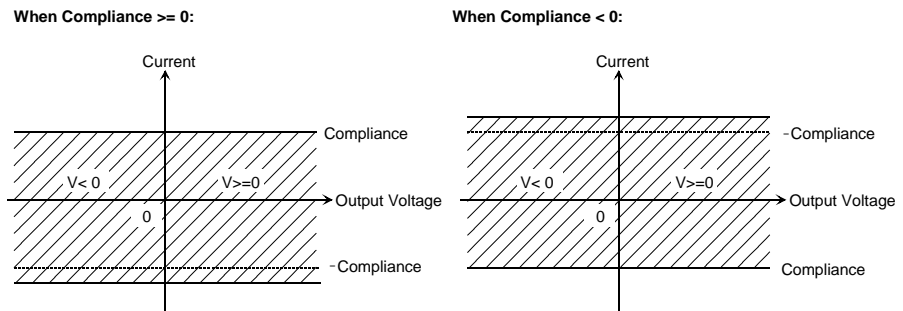 When Compliance >= 0:
Current
Compliance
V< 0
V>=0
Output Voltage
0
-Compliance
When Compliance < 0:
Current
-Compliance
V< 0
V>=0
Output Voltage
0
Compliance